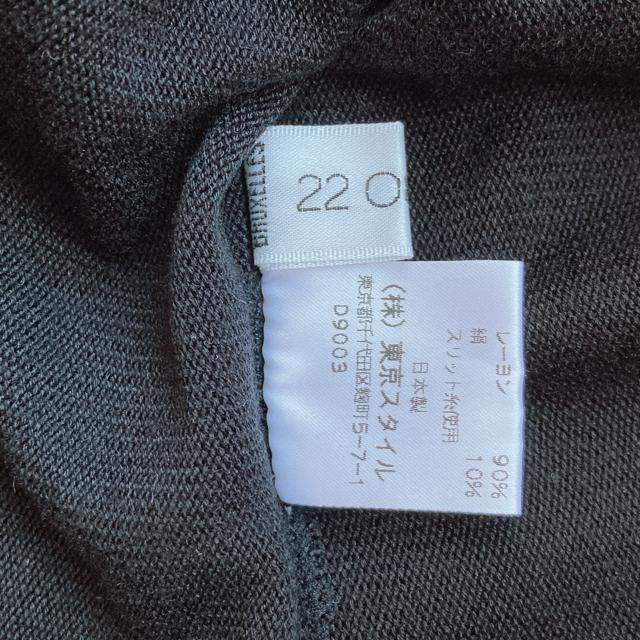 BRUXELLES
22 O
レーヨン 90%
絹 10%
スリット糸使用
日本製
(株)東京スタイル
東京都千代田区麹町5-7-1
D9003